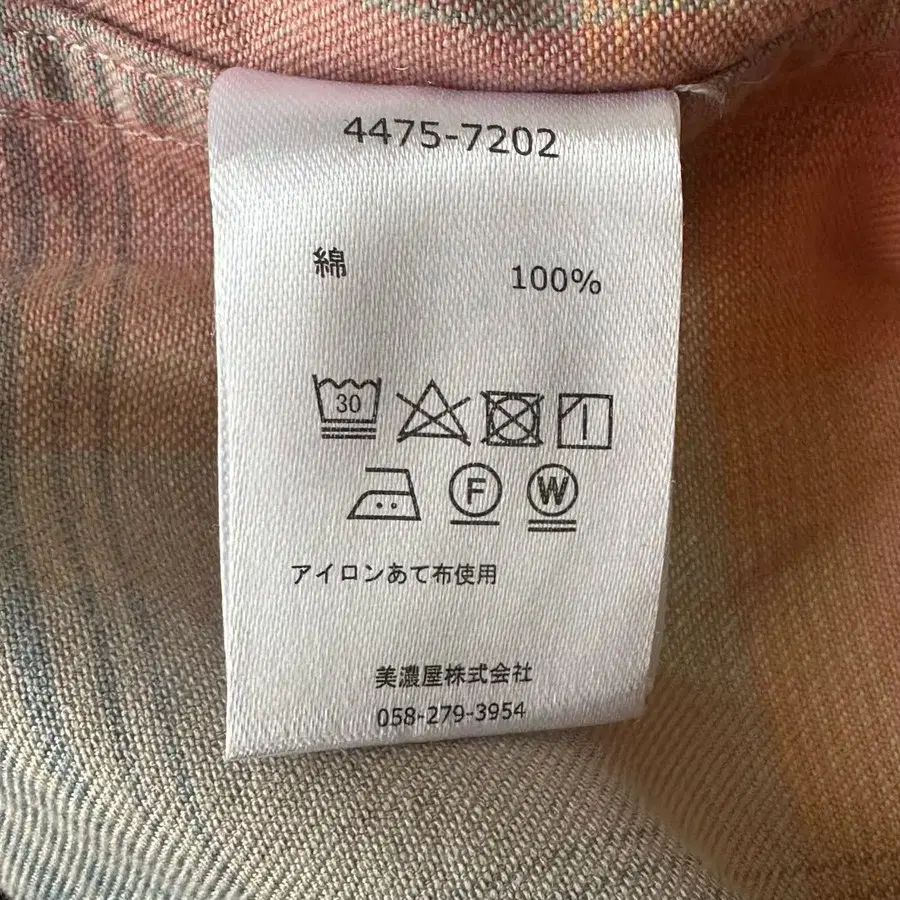 4475-7202
綿 100%
30
F W
アイロンあて布使用
美濃屋株式会社
058-279-3954